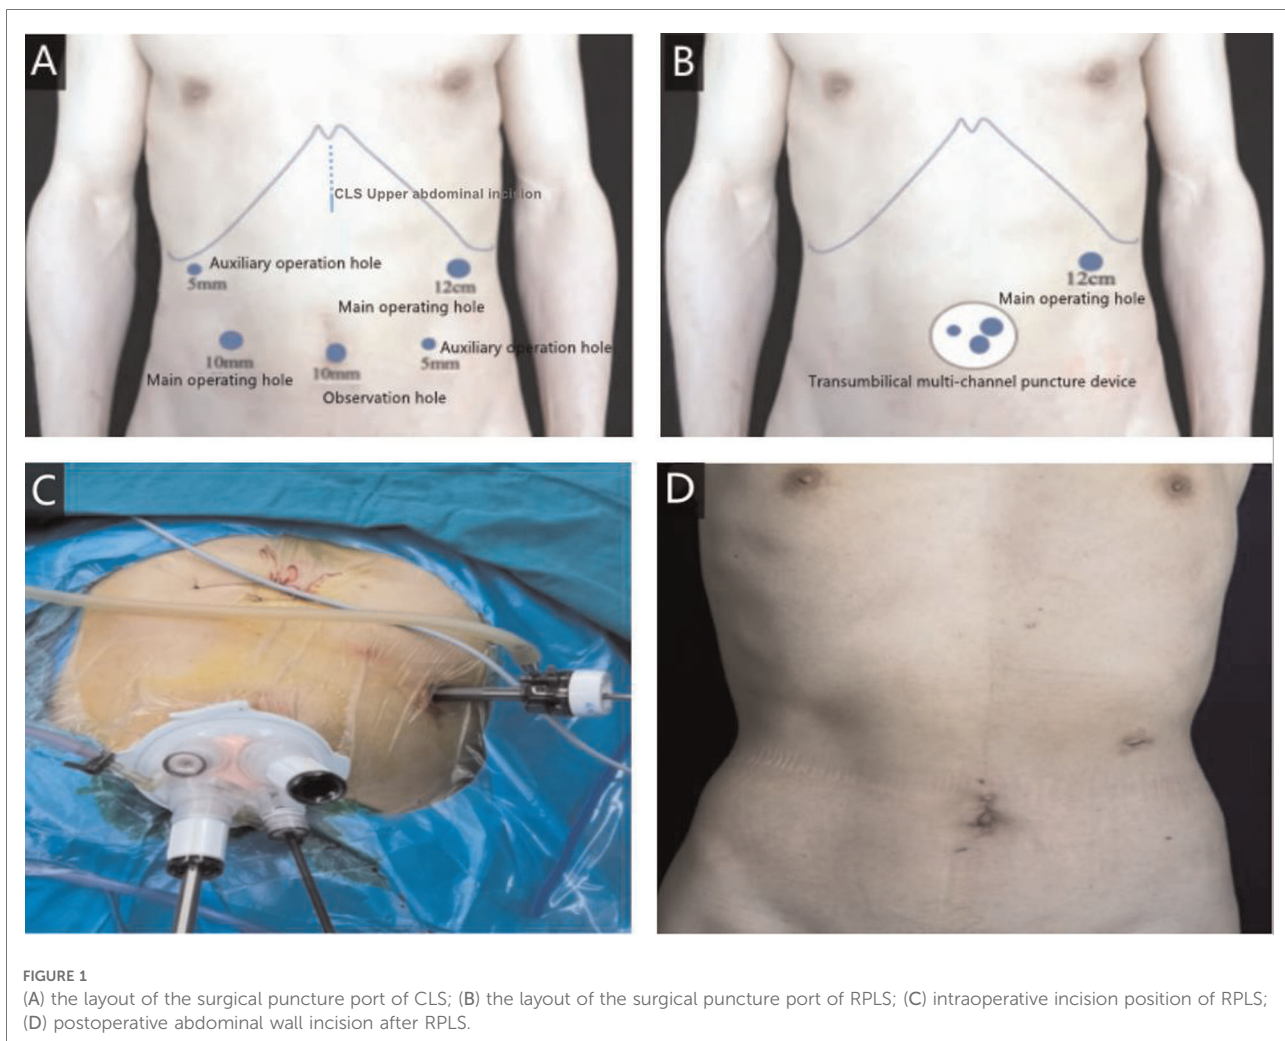 A
CLS Upper abdominal incision
Auxiliary operation hole
5mm
12cm
Main operating hole
Auxiliary operation hole
10mm
5mm
Main operating hole
10mm
Observation hole
B
12cm
Main operating hole
Transumbilical multi-channel puncture device
C
D
FIGURE 1
(A) the layout of the surgical puncture port of CLS; (B) the layout of the surgical puncture port of RPLS; (C) intraoperative incision position of RPLS;
(D) postoperative abdominal wall incision after RPLS.